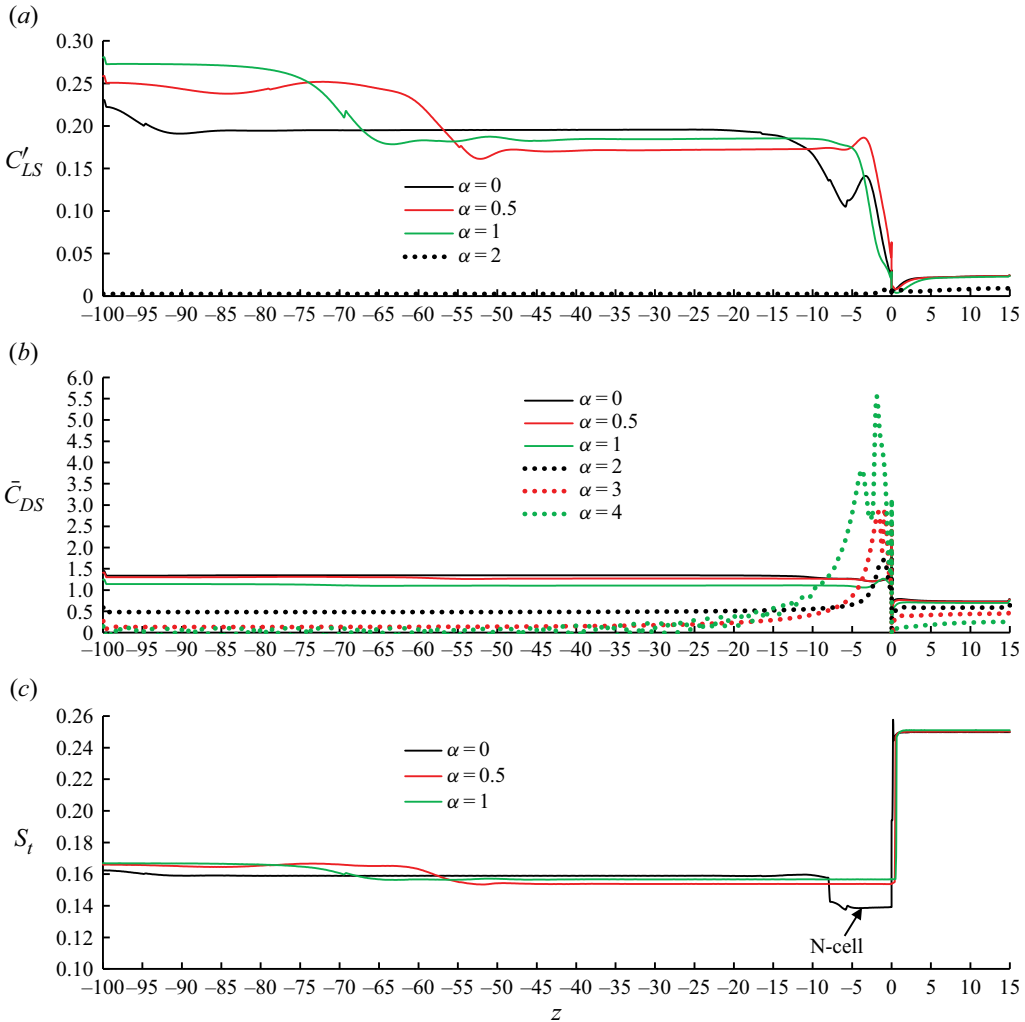 (a)
0.30
0.25
0.20
0.15
0.10
0.05
0
C′LS
α = 0
α = 0.5
α = 1
α = 2
–100 –95 –90 –85 –80 –75 –70 –65 –60 –55 –50 –45 –40 –35 –30 –25 –20 –15 –10 –5 0 5 10 15
(b)
6.0
5.5
5.0
4.5
4.0
3.5
3.0
2.5
2.0
1.5
1.0
0.5
0
C̄DS
α = 0
α = 0.5
α = 1
α = 2
α = 3
α = 4
–100 –95 –90 –85 –80 –75 –70 –65 –60 –55 –50 –45 –40 –35 –30 –25 –20 –15 –10 –5 0 5 10 15
(c)
0.26
0.24
0.22
0.20
0.18
0.16
0.14
0.12
0.10
St
α = 0
α = 0.5
α = 1
N-cell
–100 –95 –90 –85 –80 –75 –70 –65 –60 –55 –50 –45 –40 –35 –30 –25 –20 –15 –10 –5 0 5 10 15
z